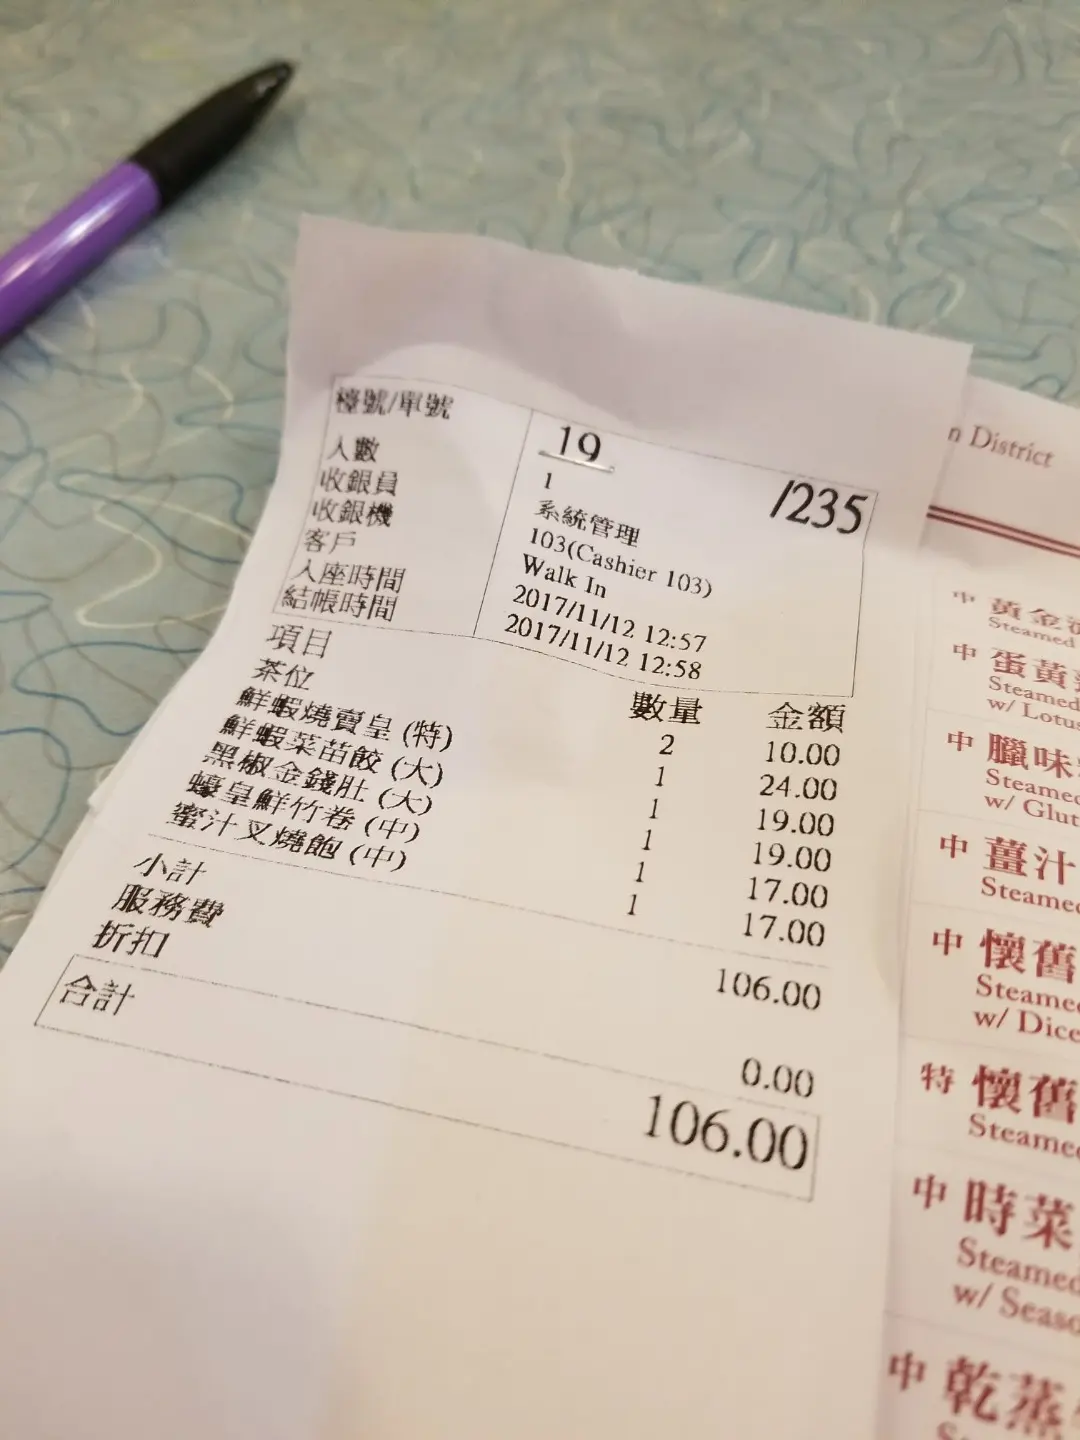 檯號/單號 19 /235
人數 1
收銀員 系統管理
收銀機 103(Cashier 103)
客戶 Walk In
入座時間 2017/11/12 12:57
結帳時間 2017/11/12 12:58
項目 數量 金額
茶位 2 10.00
鮮蝦燒賣皇 (特) 1 24.00
鮮蝦菜苗餃 (大) 1 19.00
黑椒金錢肚 (大) 1 19.00
蠔皇鮮竹卷 (中) 1 17.00
蜜汁叉燒飽 (中) 1 17.00
小計 106.00
服務費
折扣 0.00
合計 106.00
n District
中 黃金
Steamed
中 蛋黃
Steamed
w/ Lotus
中 臘味
Steamed
w/ Glut
中 薑汁
Steamed
中 懷舊
Steamed
w/ Dice
特 懷舊
Steamed
中 時菜
Steamed
w/ Seaso
中 乾蒸